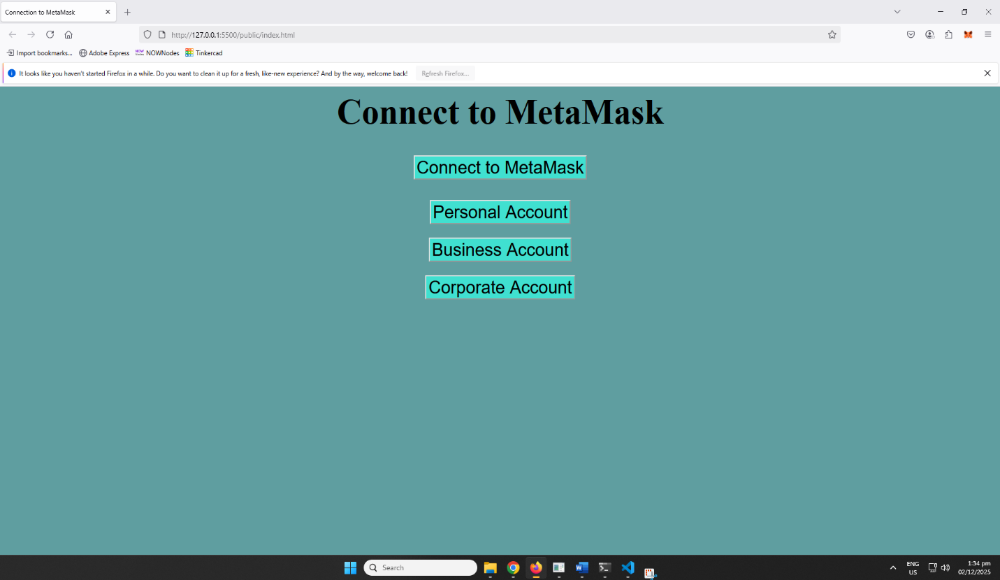 Connection to MetaMask
http://127.0.0.1:5500/public/index.html
Import bookmarks... Adobe Express NOW Nodes NOWNodes Tinkercad
It looks like you haven't started Firefox in a while. Do you want to clean it up for a fresh, like-new experience? And by the way, welcome back! Refresh Firefox...
Connect to MetaMask
Connect to MetaMask
Personal Account
Business Account
Corporate Account
Search
ENG
US
1:34 pm
02/12/2025